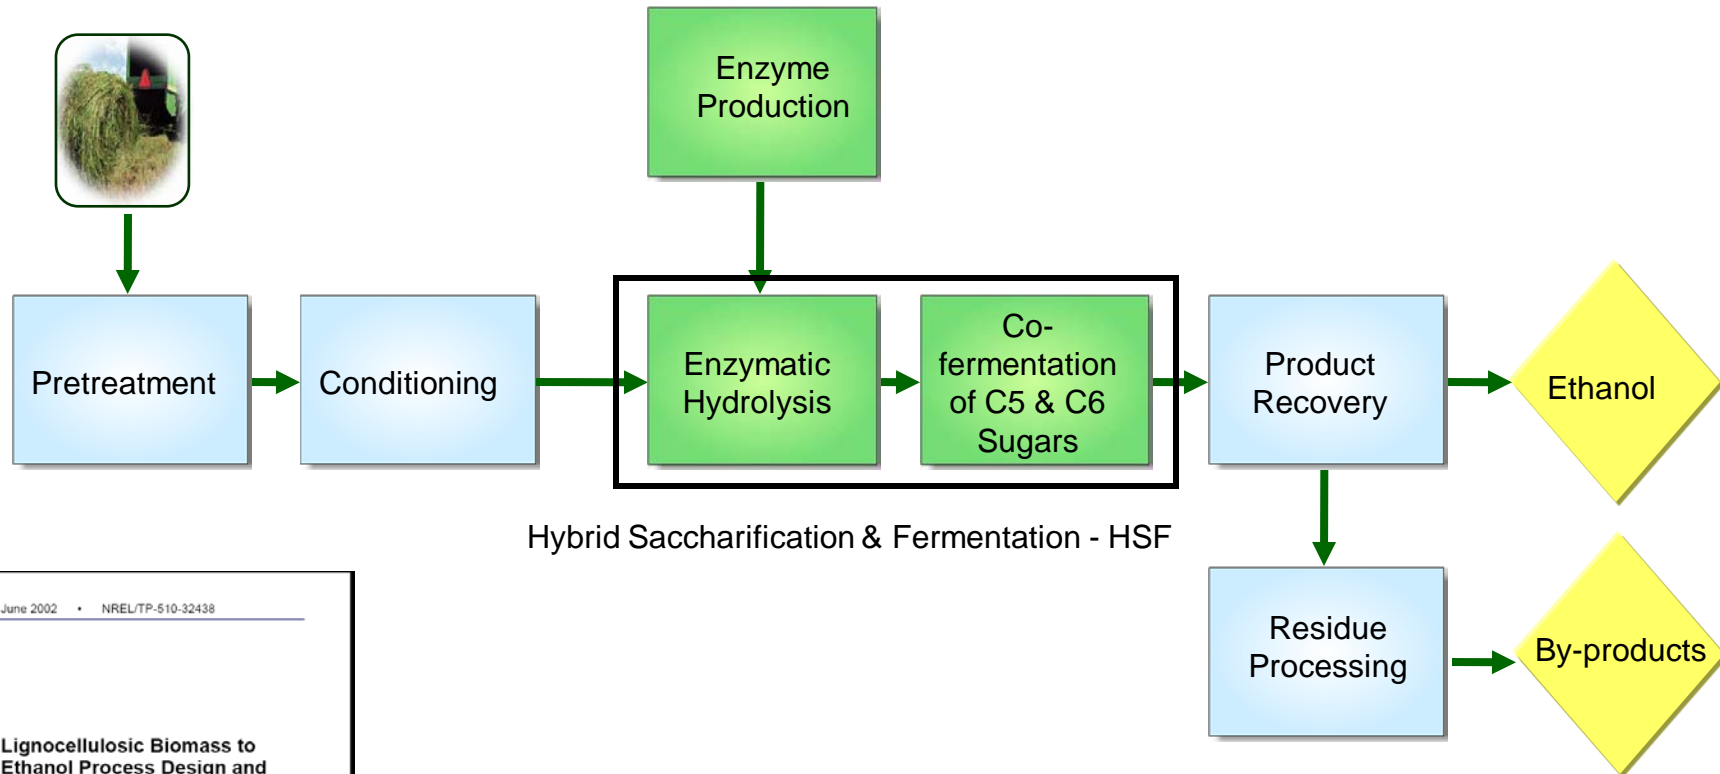 Enzyme
Production
Pretreatment
Conditioning
Enzymatic
Hydrolysis
Co-
fermentation
of C5 & C6
Sugars
Product
Recovery
Ethanol
Hybrid Saccharification & Fermentation - HSF
Residue
Processing
By-products
June 2002 • NREL/TP-510-32438
Lignocellulosic Biomass to
Ethanol Process Design and